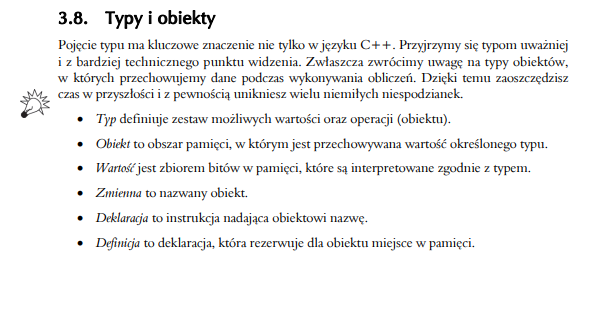 3.8. Typy i obiekty
Pojęcie typu ma kluczowe znaczenie nie tylko w języku C++. Przyjrzymy się typom uważniej
i z bardziej technicznego punktu widzenia. Zwłaszcza zwrócimy uwagę na typy obiektów,
w których przechowujemy dane podczas wykonywania obliczeń. Dzięki temu zaoszczędzisz
czas w przyszłości i z pewnością unikniesz wielu niemiłych niespodzianek.
• Typ definiuje zestaw możliwych wartości oraz operacji (obiektu).
• Obiekt to obszar pamięci, w którym jest przechowywana wartość określonego typu.
• Wartość jest zbiorem bitów w pamięci, które są interpretowane zgodnie z typem.
• Zmienna to nazwany obiekt.
• Deklaracja to instrukcja nadająca obiektowi nazwę.
• Definicja to deklaracja, która rezerwuje dla obiektu miejsce w pamięci.